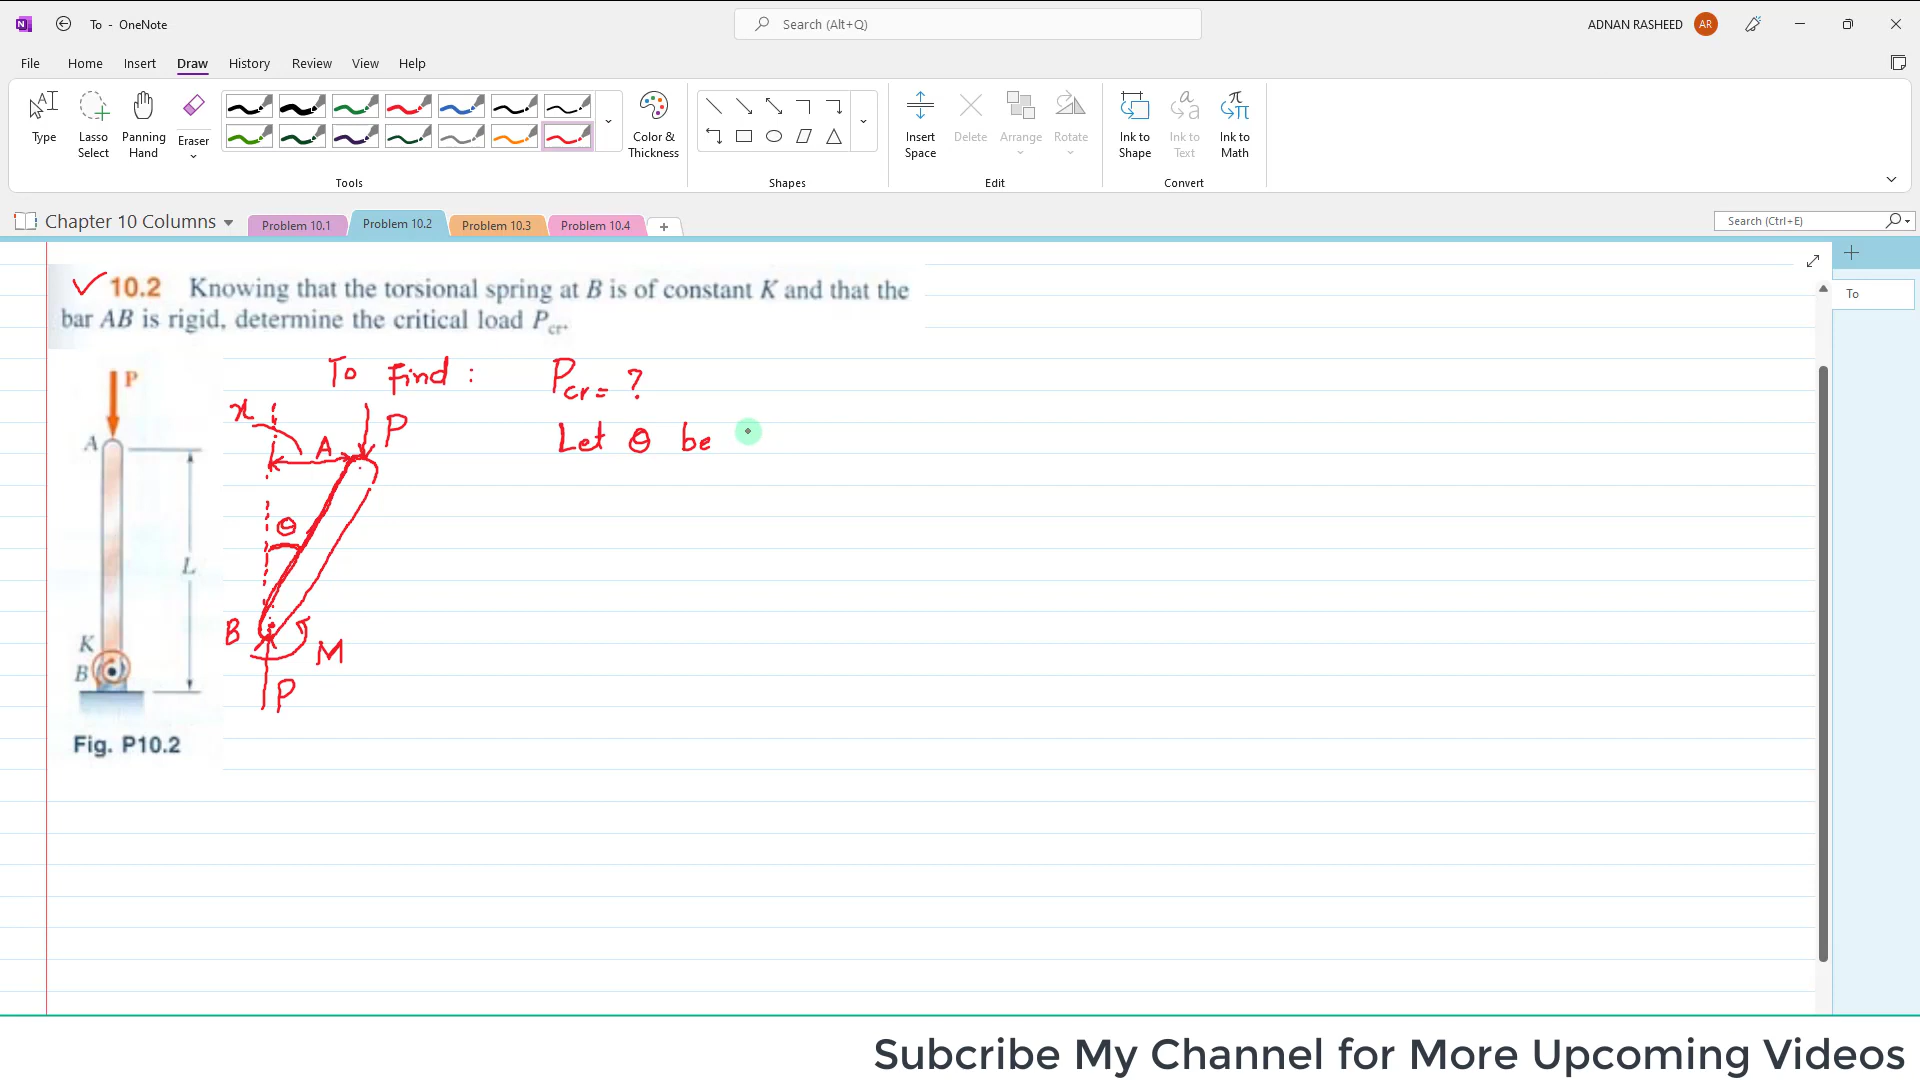 To - OneNote
Search (Alt+Q)
ADNAN RASHEED AR
File Home Insert Draw History Review View Help
Type
Lasso Select
Panning Hand
Eraser
Color & Thickness
Insert Space
Delete
Arrange
Rotate
Ink to Shape
Ink to Text
Ink to Math
Tools
Shapes
Edit
Convert
Chapter 10 Columns
Problem 10.1
Problem 10.2
Problem 10.3
Problem 10.4
Search (Ctrl+E)
To
10.2 Knowing that the torsional spring at B is of constant K and that the
bar AB is rigid, determine the critical load Pcr.
To Find : Pcr = ?
P
x
P
A
A
Let θ be
θ
L
K
B
B
M
P
Fig. P10.2
Subcribe My Channel for More Upcoming Videos